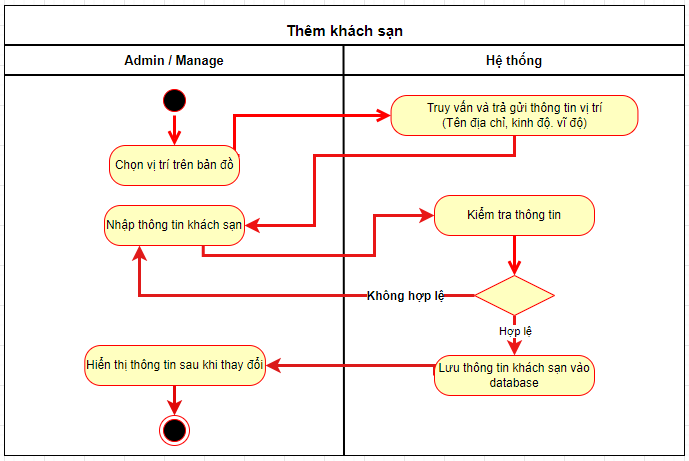 Thêm khách sạn
Admin / Manage
Hệ thống
Truy vấn và trả gửi thông tin vị trí
(Tên địa chỉ, kinh độ. vĩ độ)
Chọn vị trí trên bản đồ
Nhập thông tin khách sạn
Kiểm tra thông tin
Không hợp lệ
Hợp lệ
Hiển thị thông tin sau khi thay đổi
Lưu thông tin khách sạn vào
database